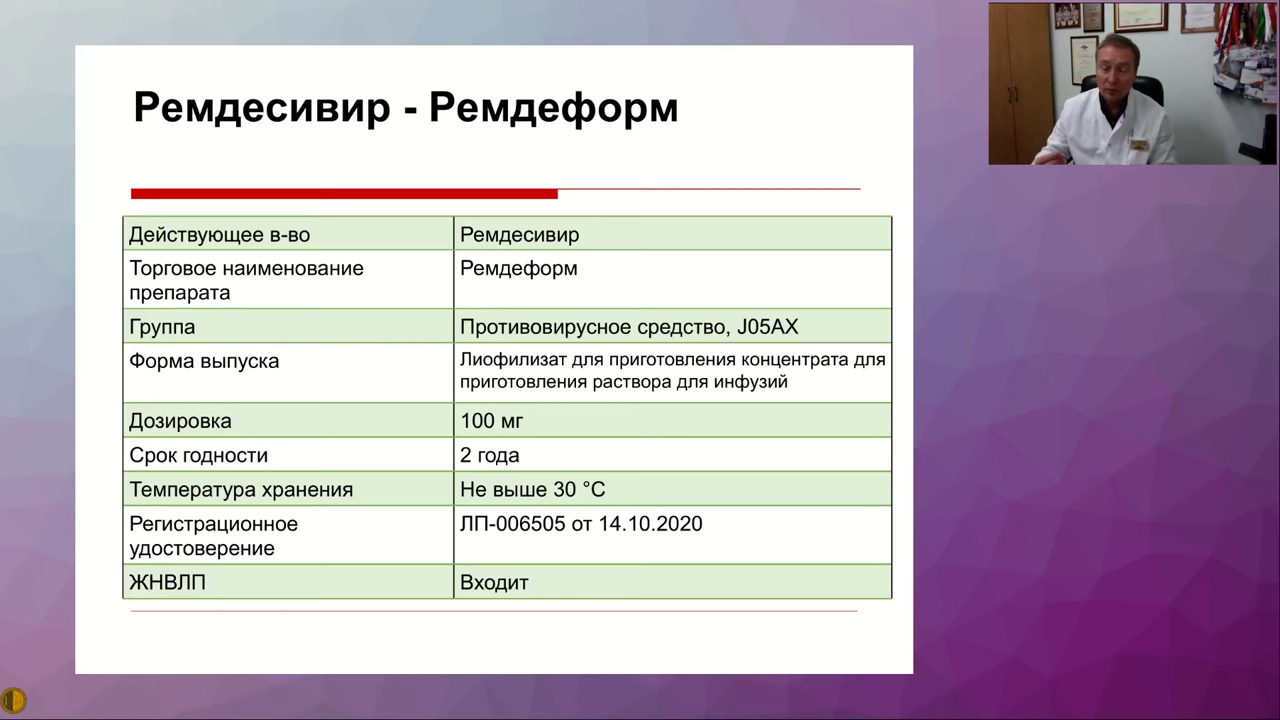 Ремдесивир - Ремдеформ
Действующее в-во
Ремдесивир
Торговое наименование
препарата
Ремдеформ
Группа
Противовирусное средство, J05AX
Форма выпуска
Лиофилизат для приготовления концентрата для
приготовления раствора для инфузий
Дозировка
100 мг
Срок годности
2 года
Температура хранения
Не выше 30 °С
Регистрационное
удостоверение
ЛП-006505 от 14.10.2020
ЖНВЛП
Входит